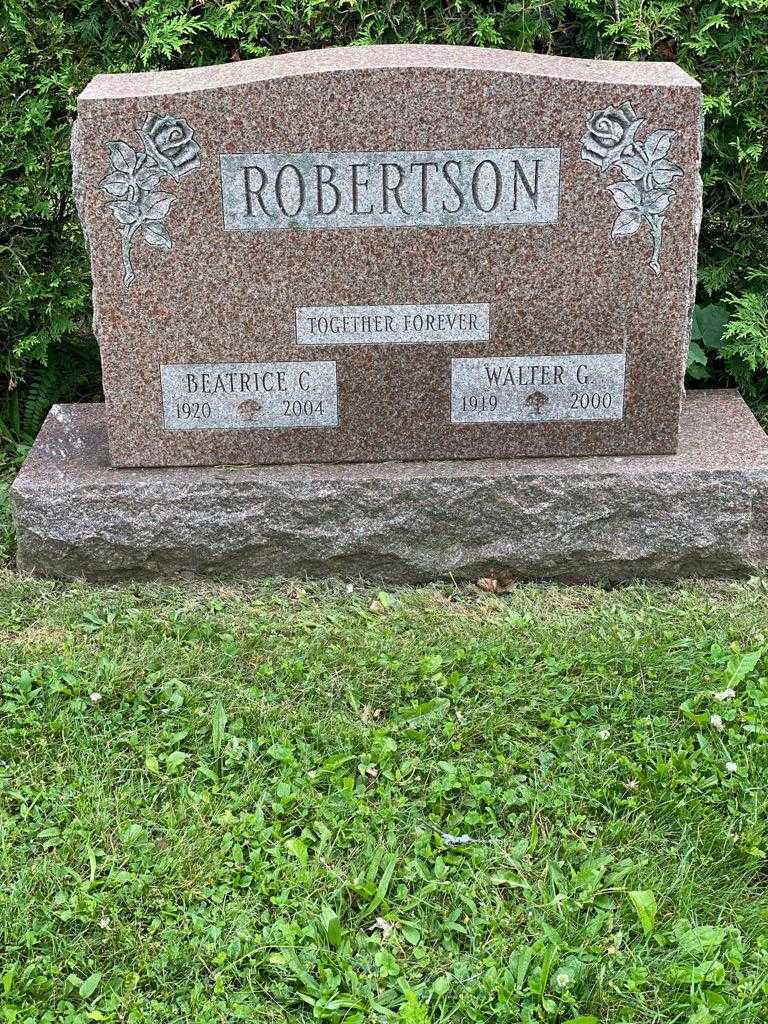 ROBERTSON
TOGETHER FOREVER
BEATRICE C.
1920 2004
WALTER G.
1919 2000